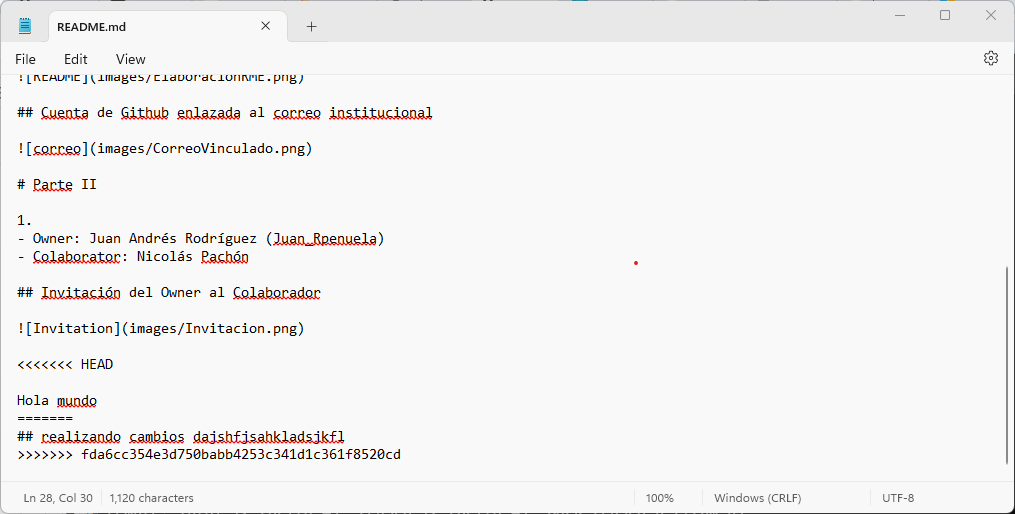 README.md
File Edit View
![README](images/ElaboracionRME.png)
## Cuenta de Github enlazada al correo institucional
![correo](images/CorreoVinculado.png)
# Parte II
1.
- Owner: Juan Andrés Rodríguez (Juan_Rpenuela)
- Colaborator: Nicolás Pachón
## Invitación del Owner al Colaborador
![Invitation](images/Invitacion.png)
<<<<<<< HEAD
Hola mundo
=======
## realizando cambios dajshfjsahkladsjkfl
>>>>>>> fda6cc354e3d750babb4253c341d1c361f8520cd
Ln 28, Col 30 1,120 characters 100% Windows (CRLF) UTF-8